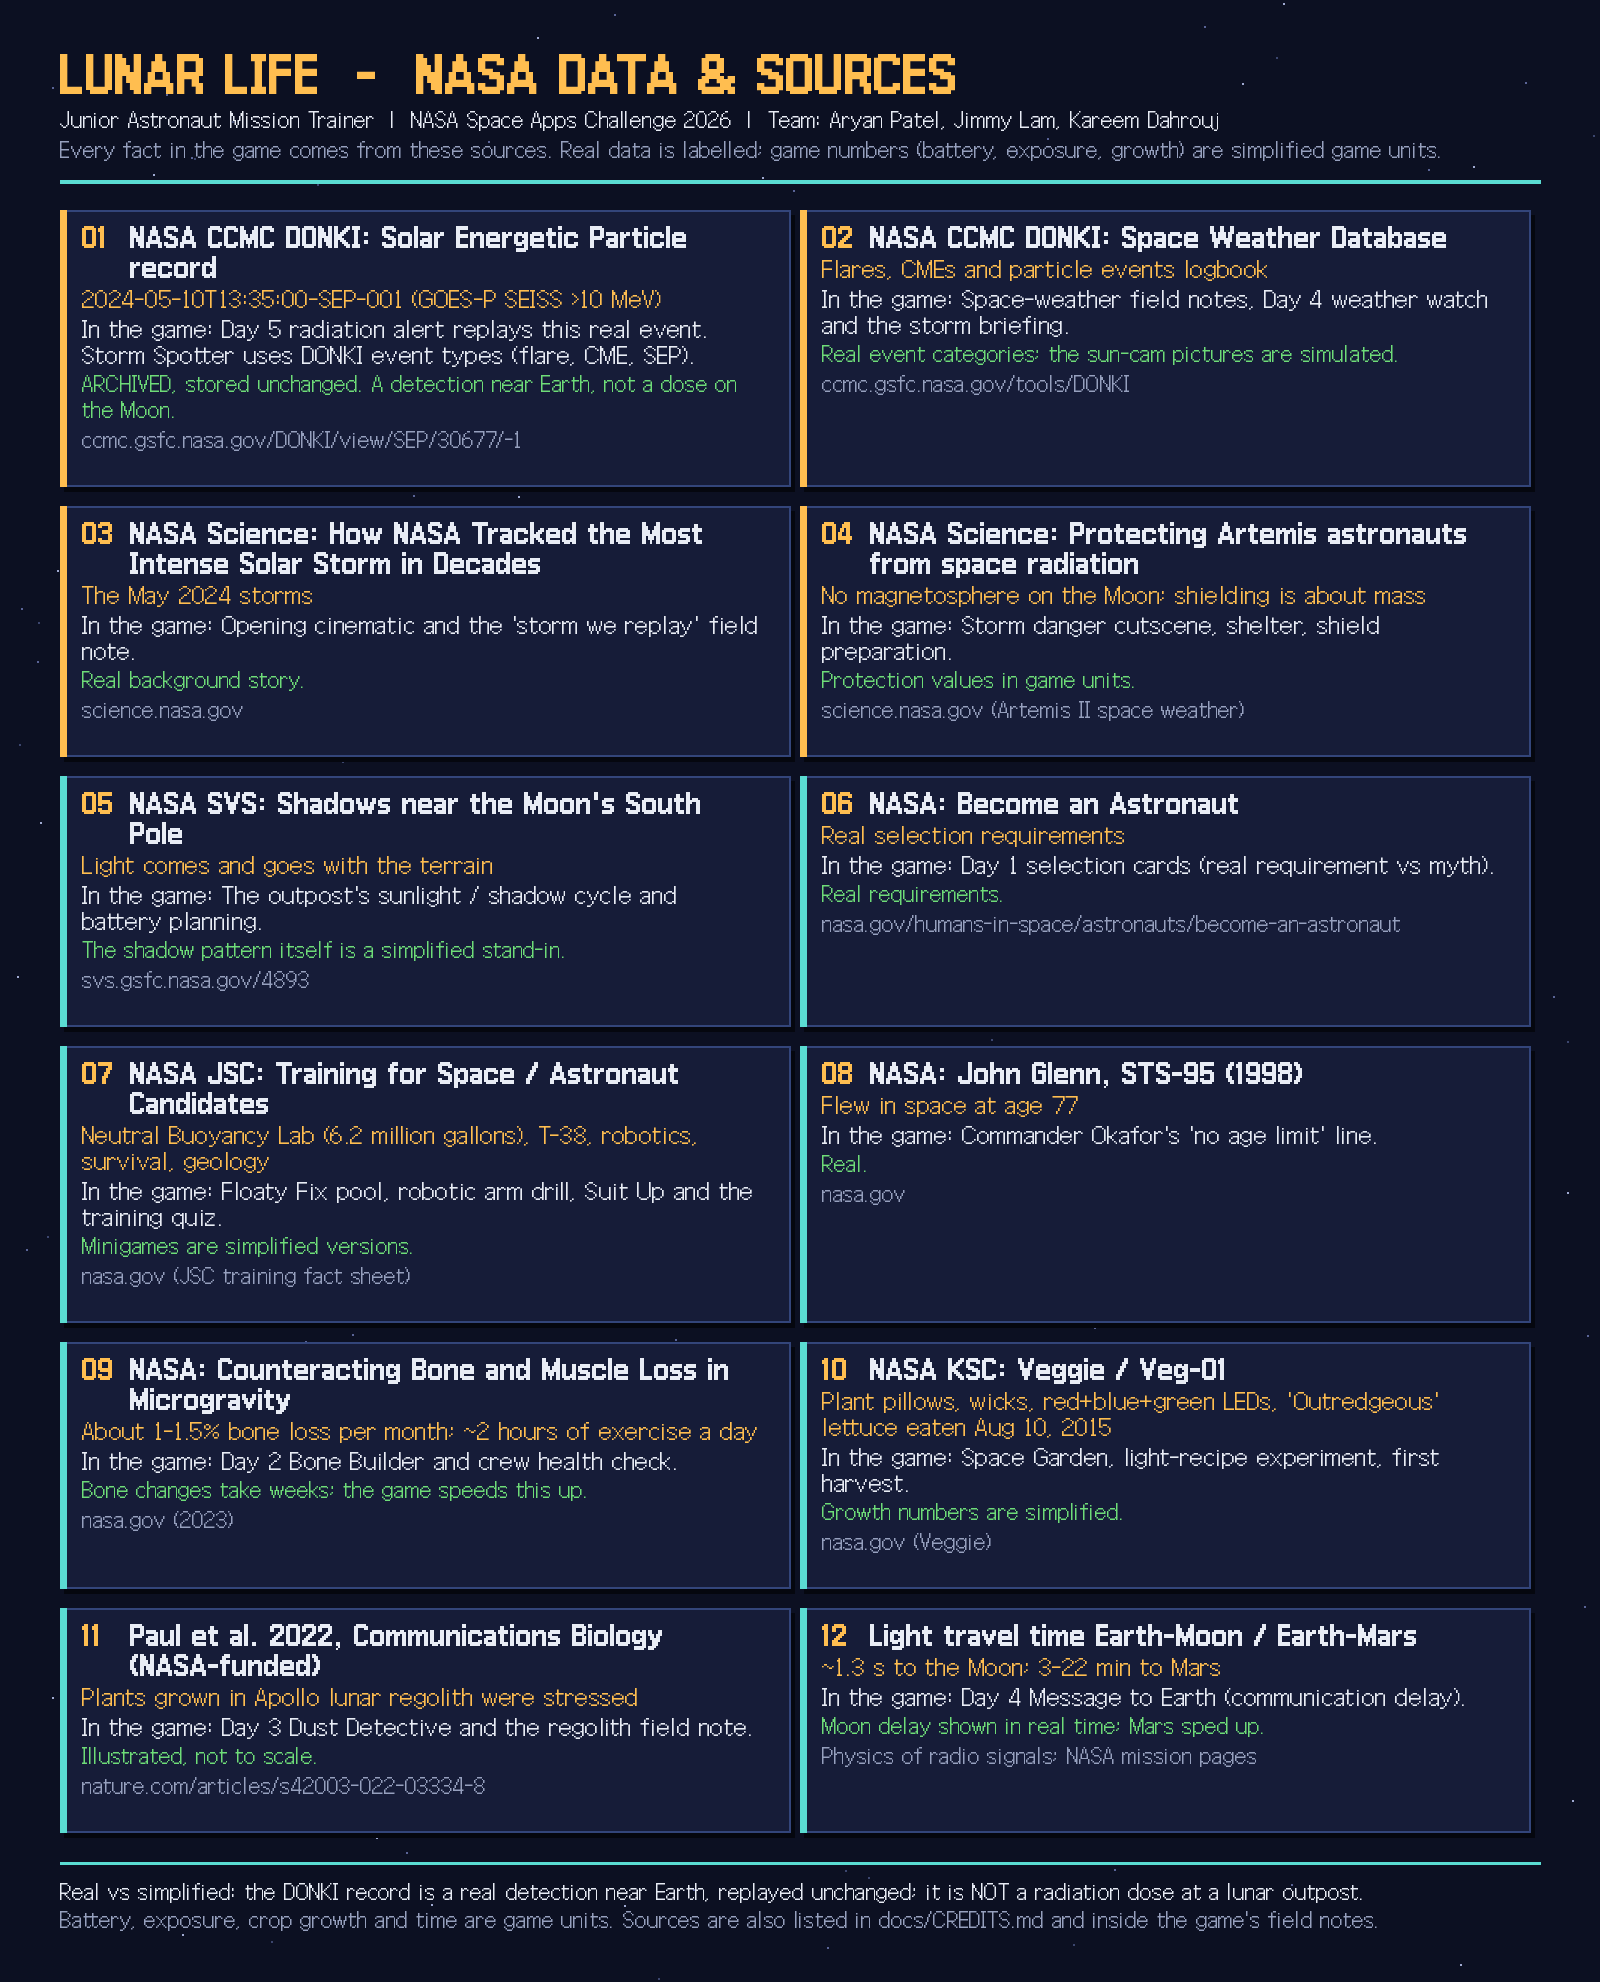 LUNAR LIFE - NASA DATA & SOURCES
Junior Astronaut Mission Trainer | NASA Space Apps Challenge 2026 | Team: Aryan Patel, Jimmy Lam, Kareem Dahrouj
Every fact in the game comes from these sources. Real data is labelled; game numbers (battery, exposure, growth) are simplified game units.
01 NASA CCMC DONKI: Solar Energetic Particle
record
2024-05-10T13:35:00-SEP-001 (GOES-P SEISS >10 MeV)
In the game: Day 5 radiation alert replays this real event.
Storm Spotter uses DONKI event types (flare, CME, SEP).
ARCHIVED, stored unchanged. A detection near Earth, not a dose on
the Moon.
ccmc.gsfc.nasa.gov/DONKI/view/SEP/30677/-1
02 NASA CCMC DONKI: Space Weather Database
Flares, CMEs and particle events logbook
In the game: Space-weather field notes, Day 4 weather watch
and the storm briefing.
Real event categories; the sun-cam pictures are simulated.
ccmc.gsfc.nasa.gov/tools/DONKI
03 NASA Science: How NASA Tracked the Most
Intense Solar Storm in Decades
The May 2024 storms
In the game: Opening cinematic and the 'storm we replay' field
note.
Real background story.
science.nasa.gov
04 NASA Science: Protecting Artemis astronauts
from space radiation
No magnetosphere on the Moon; shielding is about mass
In the game: Storm danger cutscene, shelter, shield
preparation.
Protection values in game units.
science.nasa.gov (Artemis II space weather)
05 NASA SVS: Shadows near the Moon's South
Pole
Light comes and goes with the terrain
In the game: The outpost's sunlight / shadow cycle and
battery planning.
The shadow pattern itself is a simplified stand-in.
svs.gsfc.nasa.gov/4893
06 NASA: Become an Astronaut
Real selection requirements
In the game: Day 1 selection cards (real requirement vs myth).
Real requirements.
nasa.gov/humans-in-space/astronauts/become-an-astronaut
07 NASA JSC: Training for Space / Astronaut
Candidates
Neutral Buoyancy Lab (6.2 million gallons), T-38, robotics,
survival, geology
In the game: Floaty Fix pool, robotic arm drill, Suit Up and the
training quiz.
Minigames are simplified versions.
nasa.gov (JSC training fact sheet)
08 NASA: John Glenn, STS-95 (1998)
Flew in space at age 77
In the game: Commander Okafor's 'no age limit' line.
Real.
nasa.gov
09 NASA: Counteracting Bone and Muscle Loss in
Microgravity
About 1-1.5% bone loss per month; ~2 hours of exercise a day
In the game: Day 2 Bone Builder and crew health check.
Bone changes take weeks; the game speeds this up.
nasa.gov (2023)
10 NASA KSC: Veggie / Veg-01
Plant pillows, wicks, red+blue+green LEDs, 'Outredgeous'
lettuce eaten Aug 10, 2015
In the game: Space Garden, light-recipe experiment, first
harvest.
Growth numbers are simplified.
nasa.gov (Veggie)
11 Paul et al. 2022, Communications Biology
(NASA-funded)
Plants grown in Apollo lunar regolith were stressed
In the game: Day 3 Dust Detective and the regolith field note.
Illustrated, not to scale.
nature.com/articles/s42003-022-03334-8
12 Light travel time Earth-Moon / Earth-Mars
~1.3 s to the Moon; 3-22 min to Mars
In the game: Day 4 Message to Earth (communication delay).
Moon delay shown in real time; Mars sped up.
Physics of radio signals; NASA mission pages
Real vs simplified: the DONKI record is a real detection near Earth, replayed unchanged; it is NOT a radiation dose at a lunar outpost.
Battery, exposure, crop growth and time are game units. Sources are also listed in docs/CREDITS.md and inside the game's field notes.